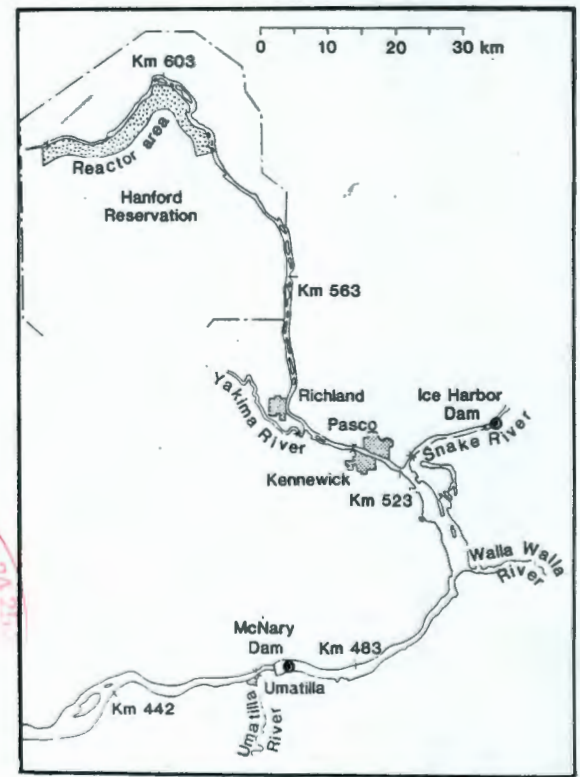 Km 603
0 10 20 30 km
Reactor area
Hanford
Reservation
Km 563
Richland
Yakima River
Pasco
Ice Harbor
Dam
Snake River
Kennewick
Km 523
Walla Walla
River
McNary
Dam
Km 483
Umatilla
Umatilla
River
Km 442